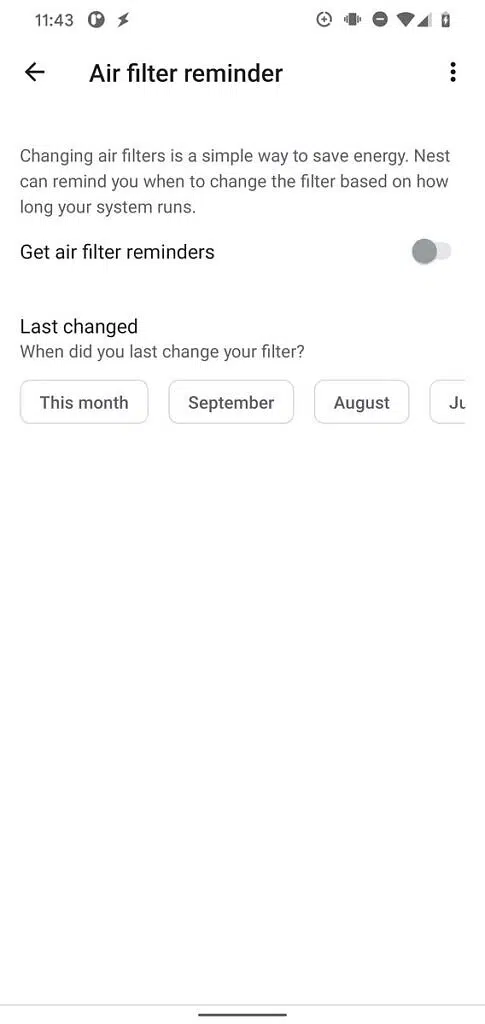 11:43
Air filter reminder
Changing air filters is a simple way to save energy. Nest
can remind you when to change the filter based on how
long your system runs.
Get air filter reminders
Last changed
When did you last change your filter?
This month September August